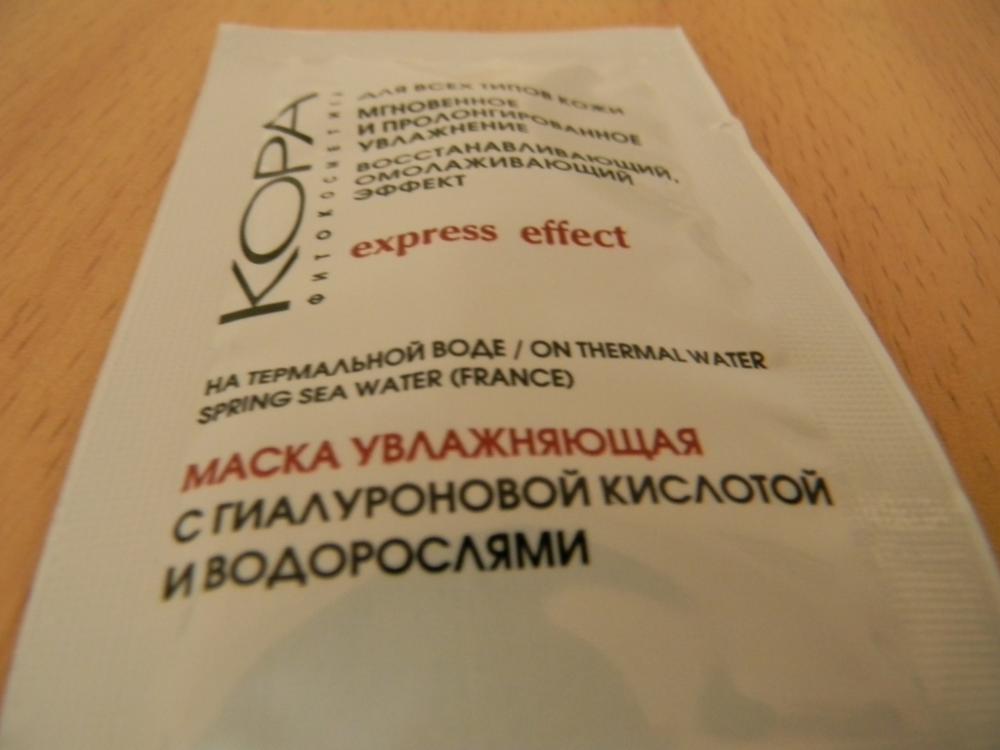 КОРА
ФИТОКОСМЕТИКА
ДЛЯ ВСЕХ ТИПОВ КОЖИ
МГНОВЕННОЕ
И ПРОЛОНГИРОВАННОЕ
УВЛАЖНЕНИЕ
ВОССТАНАВЛИВАЮЩИЙ,
ОМОЛАЖИВАЮЩИЙ
ЭФФЕКТ
express effect
НА ТЕРМАЛЬНОЙ ВОДЕ / ON THERMAL WATER
SPRING SEA WATER (FRANCE)
МАСКА УВЛАЖНЯЮЩАЯ
С ГИАЛУРОНОВОЙ КИСЛОТОЙ
И ВОДОРОСЛЯМИ